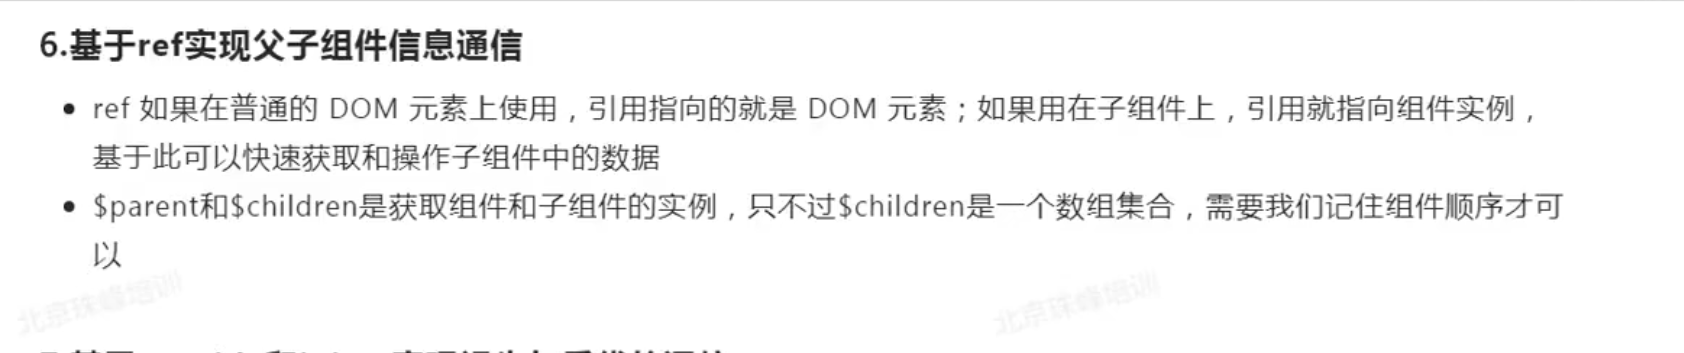 6.基于ref实现父子组件信息通信
ref 如果在普通的 DOM 元素上使用，引用指向的就是 DOM 元素；如果用在子组件上，引用就指向组件实例，
基于此可以快速获取和操作子组件中的数据
$parent和$children是获取组件和子组件的实例，只不过$children是一个数组集合，需要我们记住组件顺序才可
以
北京珠峰培训
北京珠峰培训